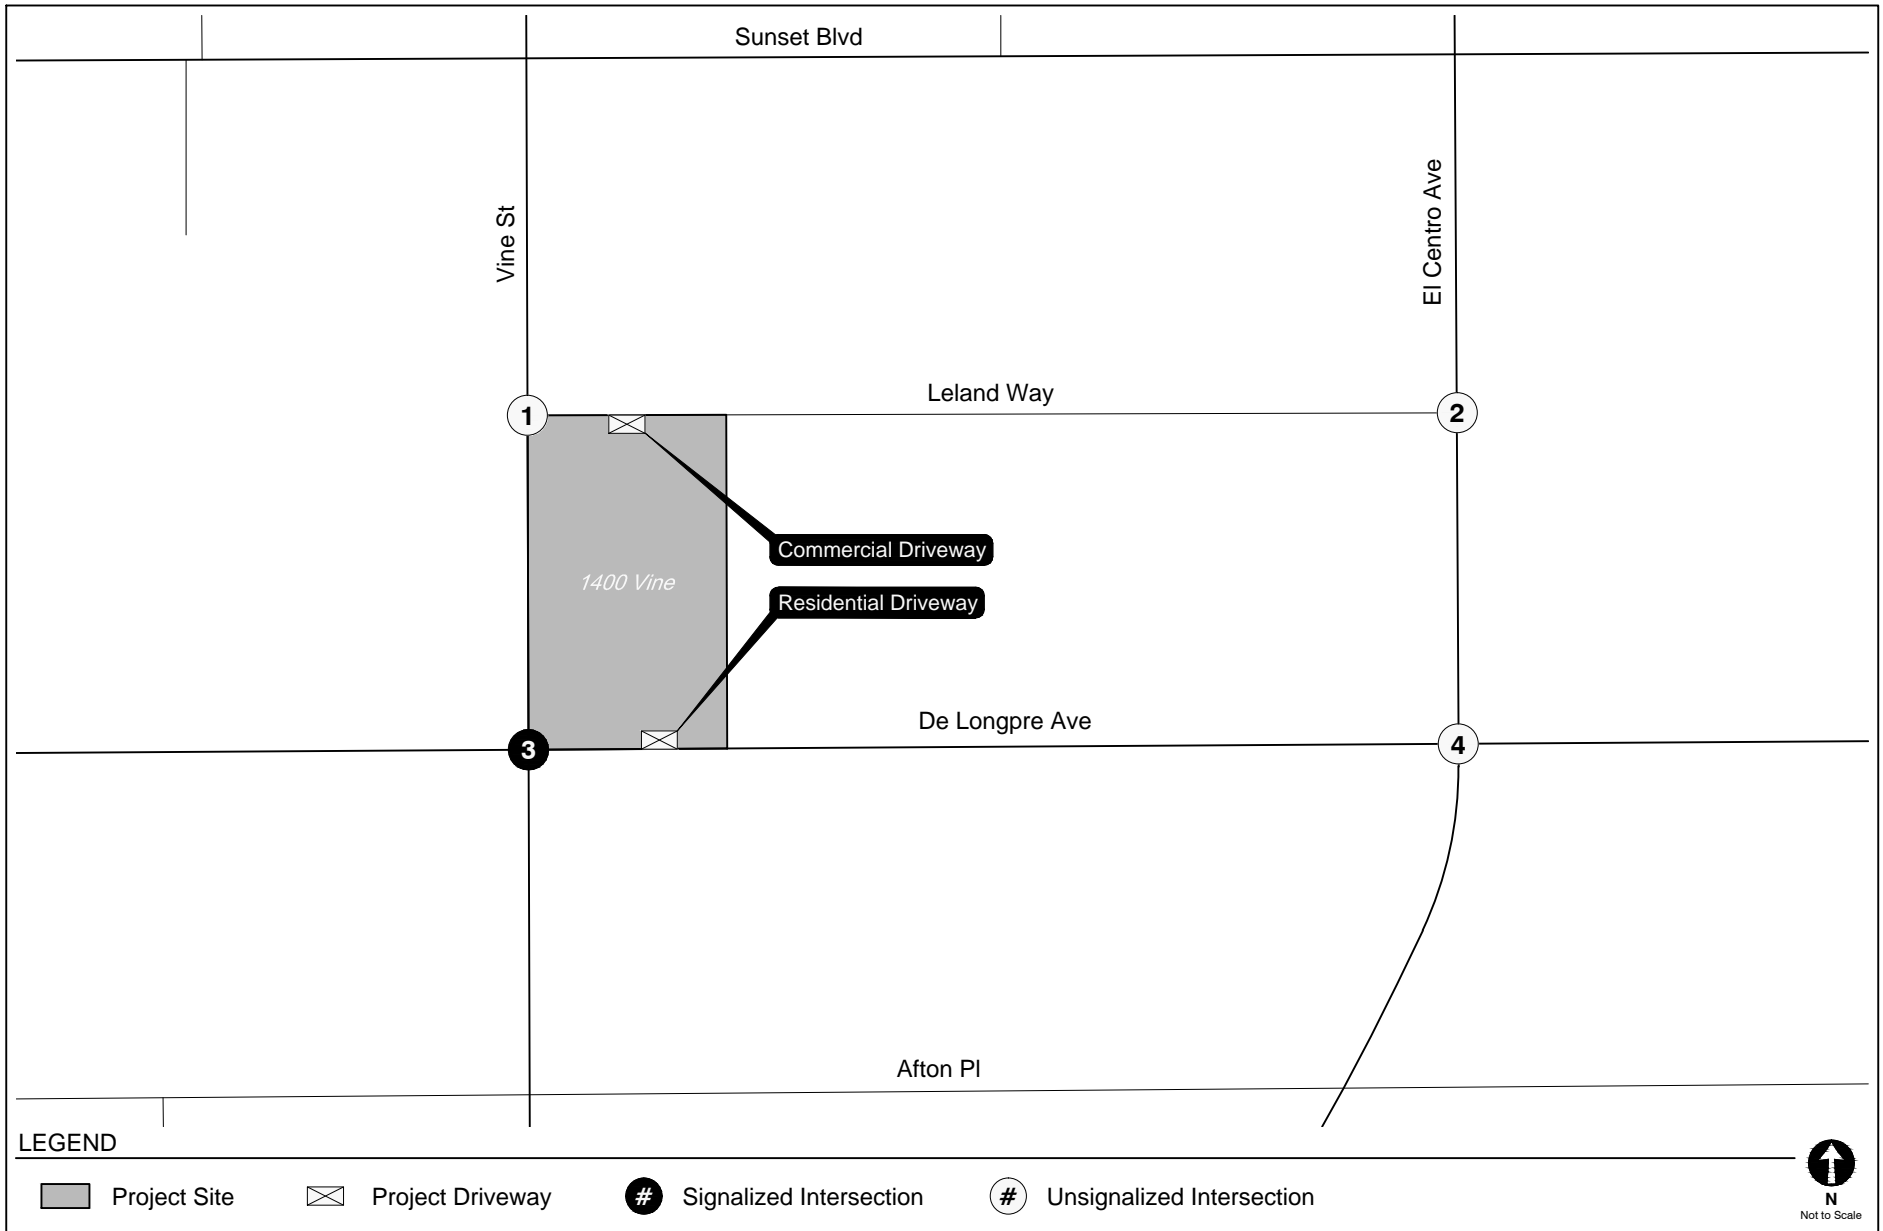 Sunset Blvd
Vine St
El Centro Ave
Leland Way
1
2
Commercial Driveway
1400 Vine
Residential Driveway
De Longpre Ave
3
4
Afton Pl
LEGEND
Project Site
Project Driveway
# Signalized Intersection
# Unsignalized Intersection
N
Not to Scale